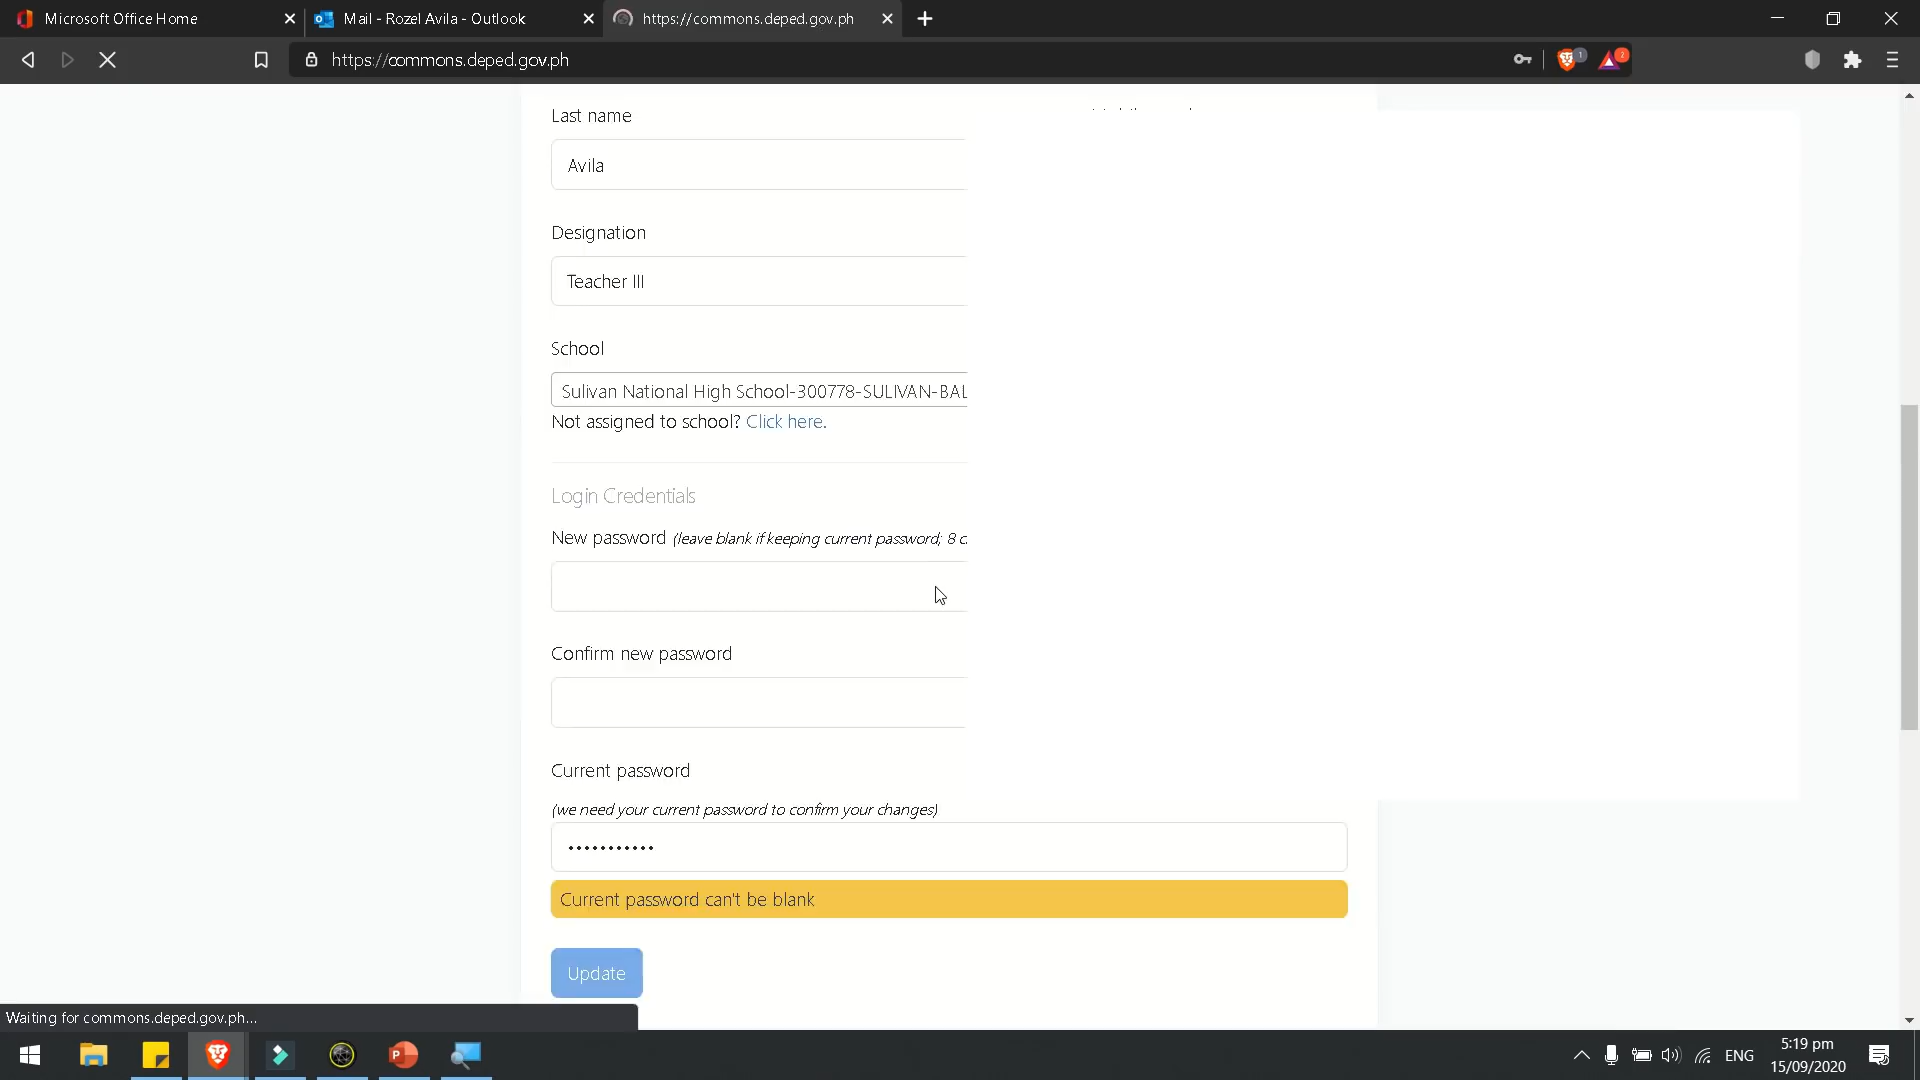 Microsoft Office Home
Mail - Rozel Avila - Outlook
https://commons.deped.gov.ph
https://commons.deped.gov.ph
1
2
Last name
Avila
Designation
Teacher III
School
Sulivan National High School-300778-SULIVAN-BAL
Not assigned to school? Click here.
Login Credentials
New password (leave blank if keeping current password; 8
Confirm new password
Current password
(we need your current password to confirm your changes)
Current password can't be blank
Update
Waiting for commons.deped.gov.ph...
ENG
5:19 pm
15/09/2020